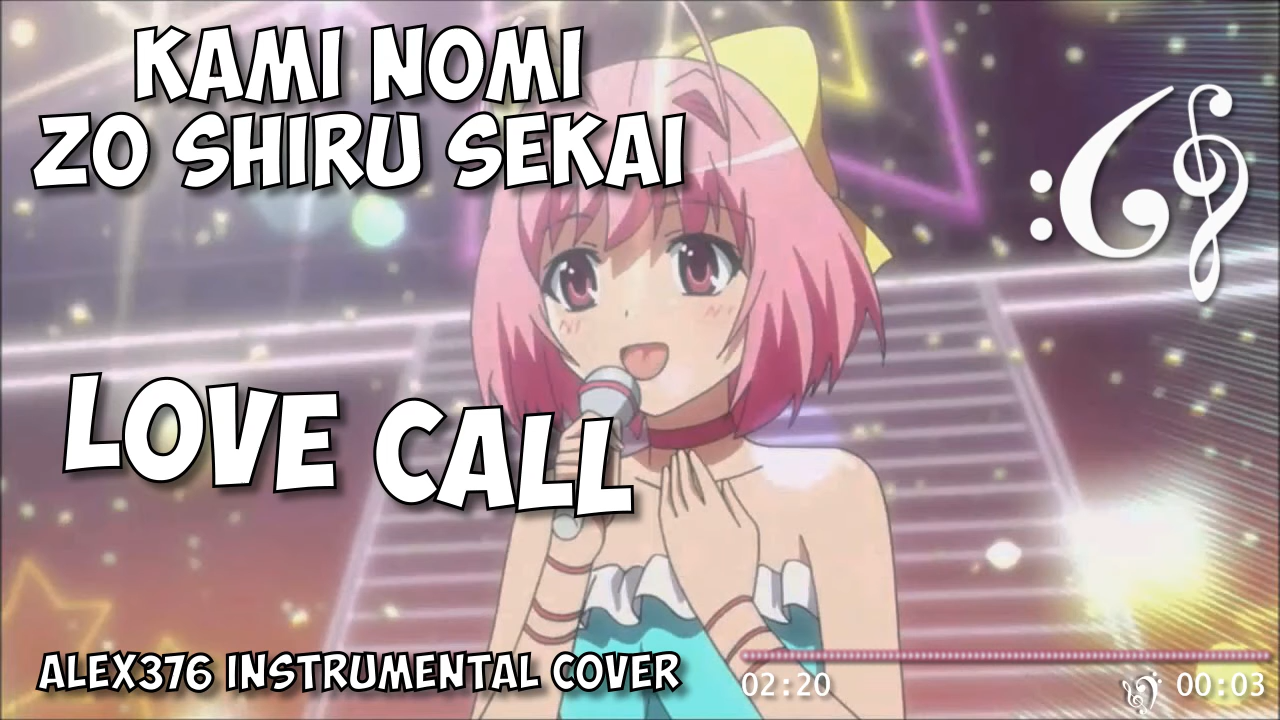 KAMI NOMI
ZO SHIRU SEKAI
LOVE CALL
ALEX376 INSTRUMENTAL COVER
02:20
00:03